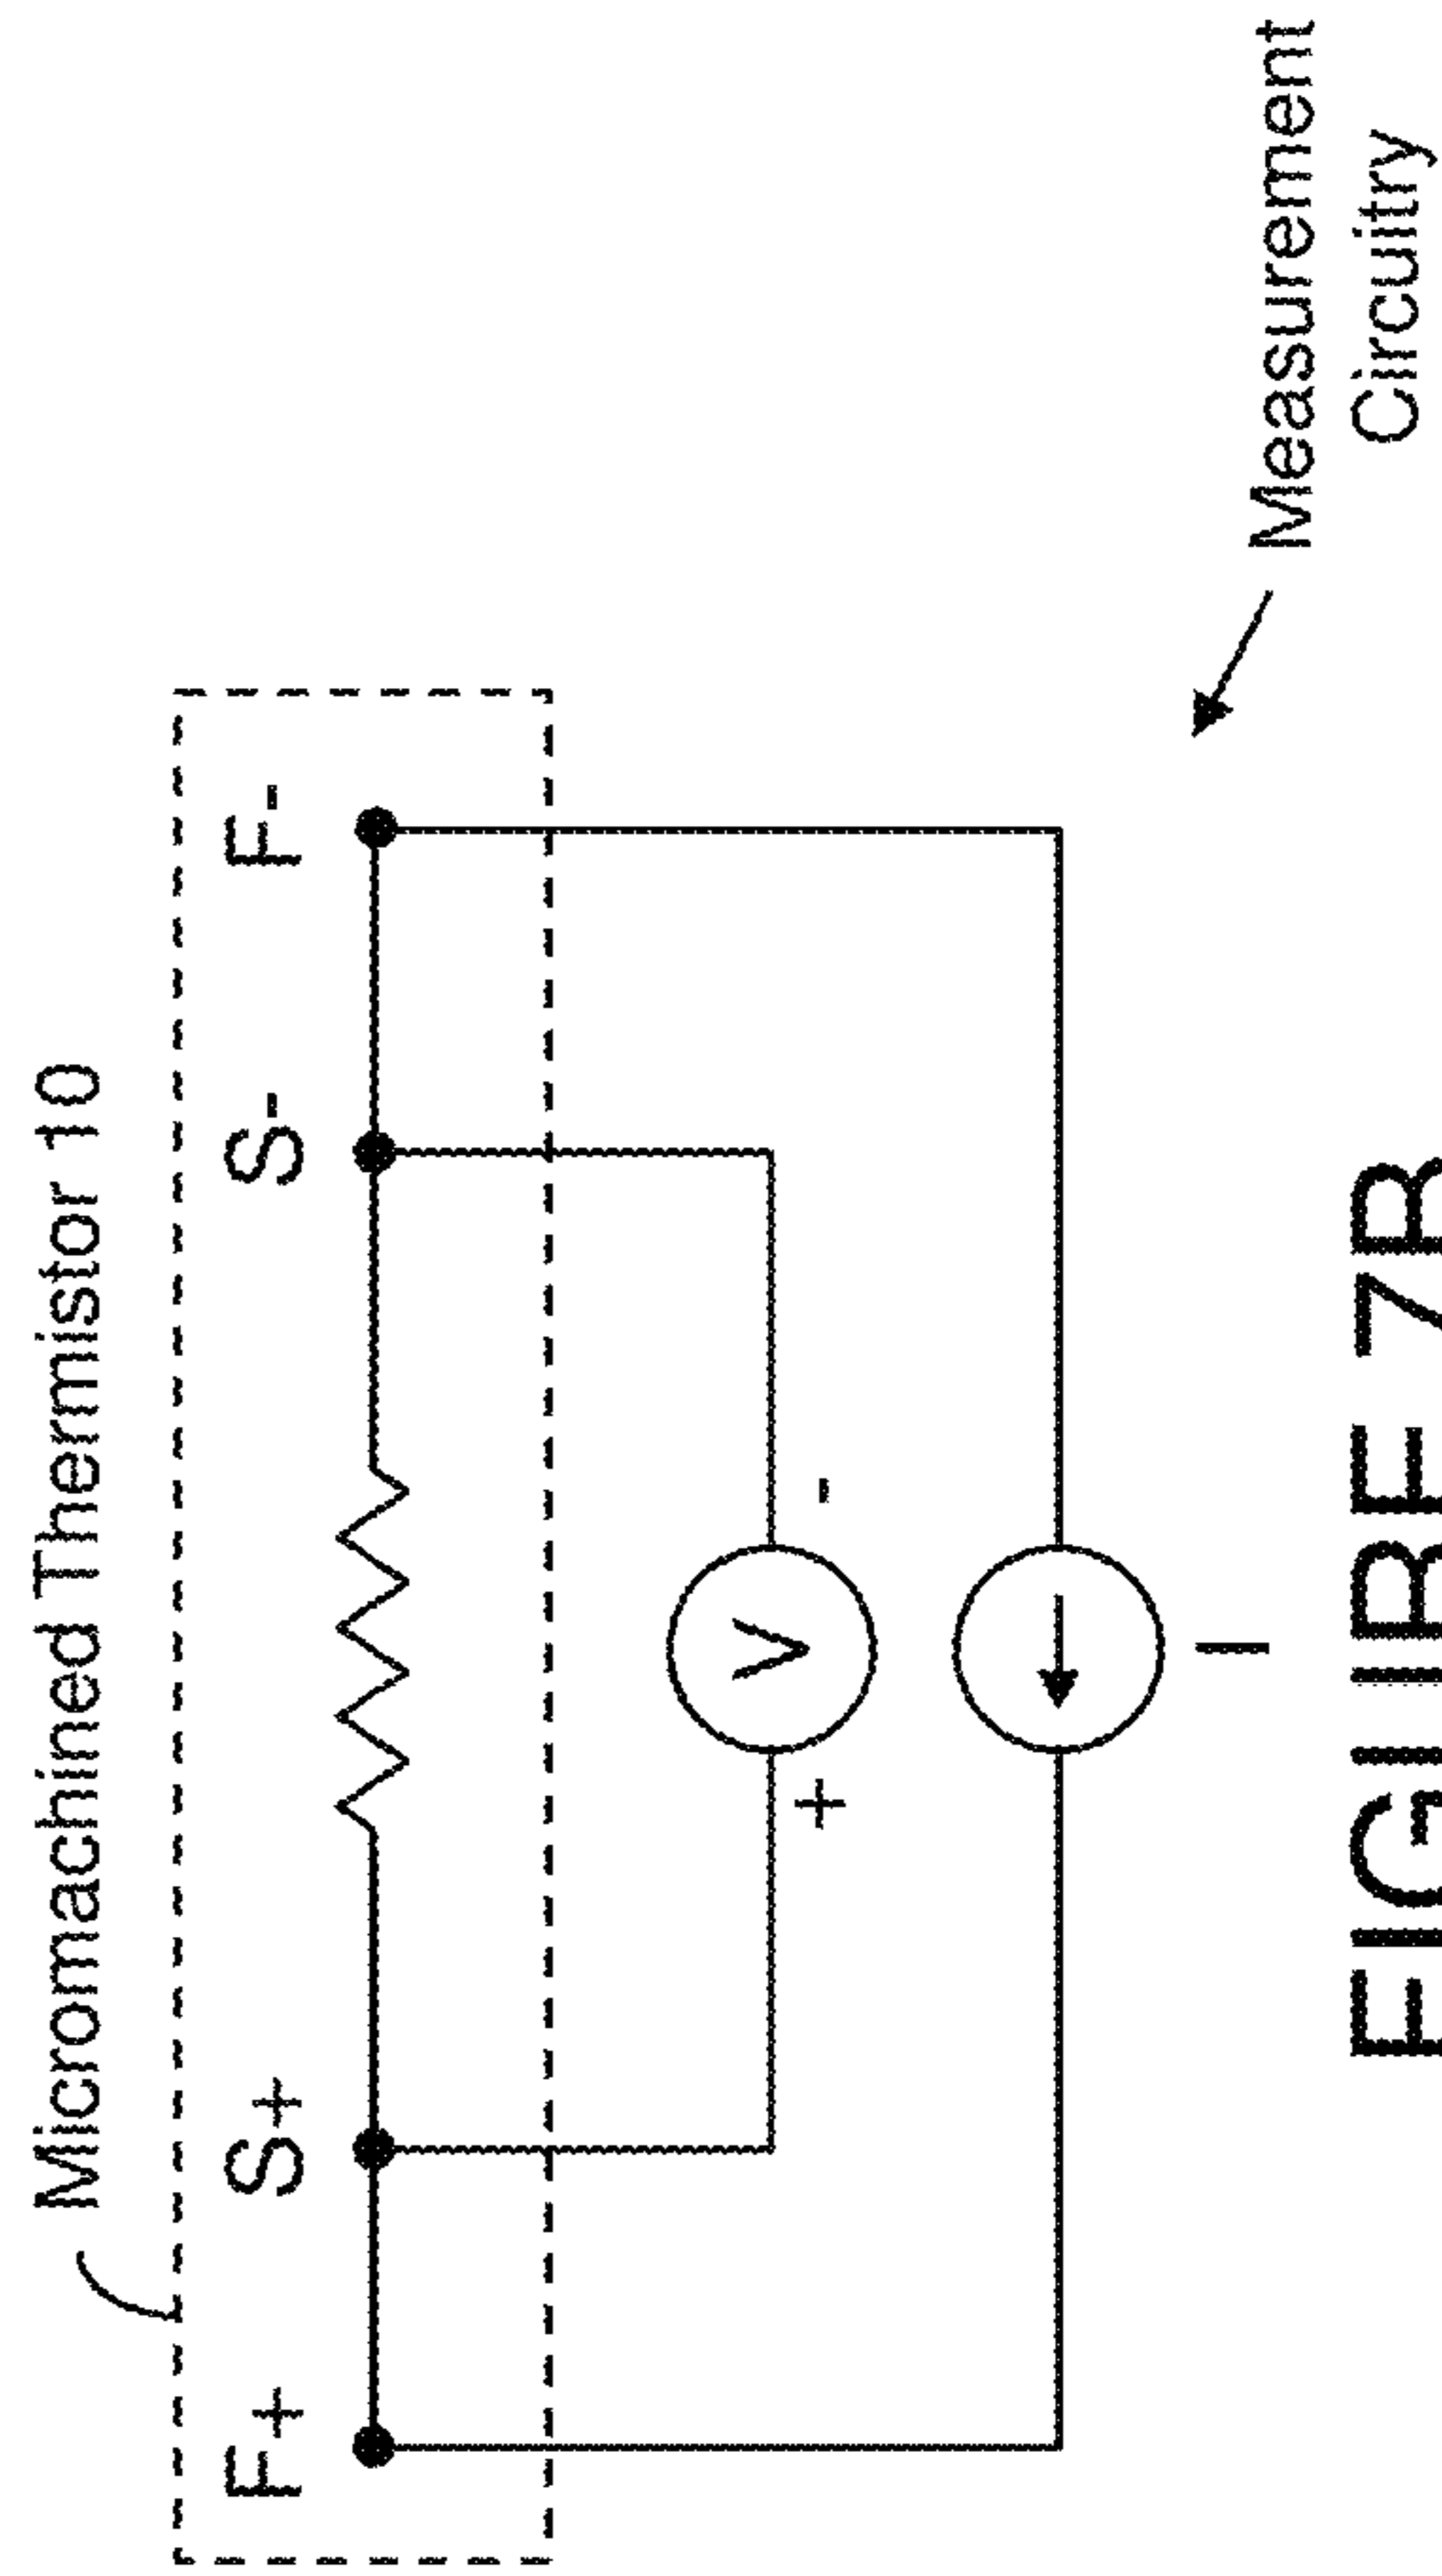 Micromachined Thermistor 10
F+ S+ S- F-
V
+ -
I
Measurement
Circuitry
FIGURE 7B